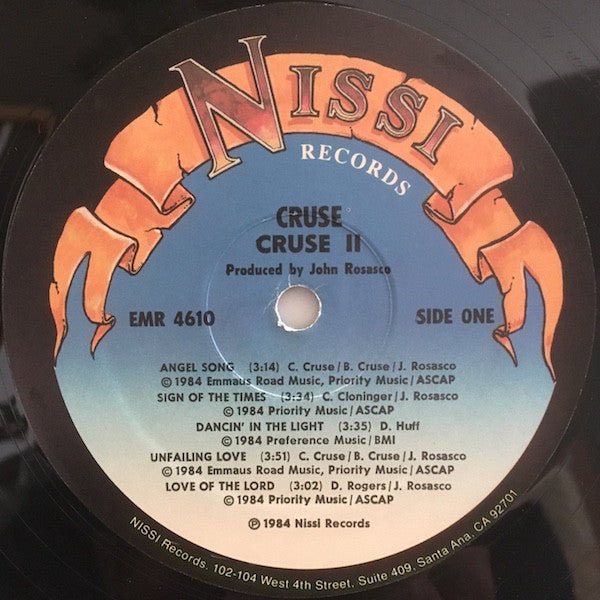 NISSI
RECORDS
CRUSE
CRUSE II
Produced by John Rosasco
EMR 4610
SIDE ONE
ANGEL SONG (3:14) C. Cruse/B. Cruse/J. Rosasco
© 1984 Emmaus Road Music, Priority Music/ASCAP
SIGN OF THE TIMES (3:34) C. Cloninger/J. Rosasco
© 1984 Priority Music/ASCAP
DANCIN' IN THE LIGHT (3:35) D. Huff
© 1984 Preference Music/BMI
UNFAILING LOVE (3:51) C. Cruse/B. Cruse/J. Rosasco
© 1984 Emmaus Road Music, Priority Music/ASCAP
LOVE OF THE LORD (3:02) D. Rogers/J. Rosasco
© 1984 Priority Music/ASCAP
℗ 1984 Nissi Records
NISSI Records. 102-104 West 4th Street, Suite 409, Santa Ana, CA 92701